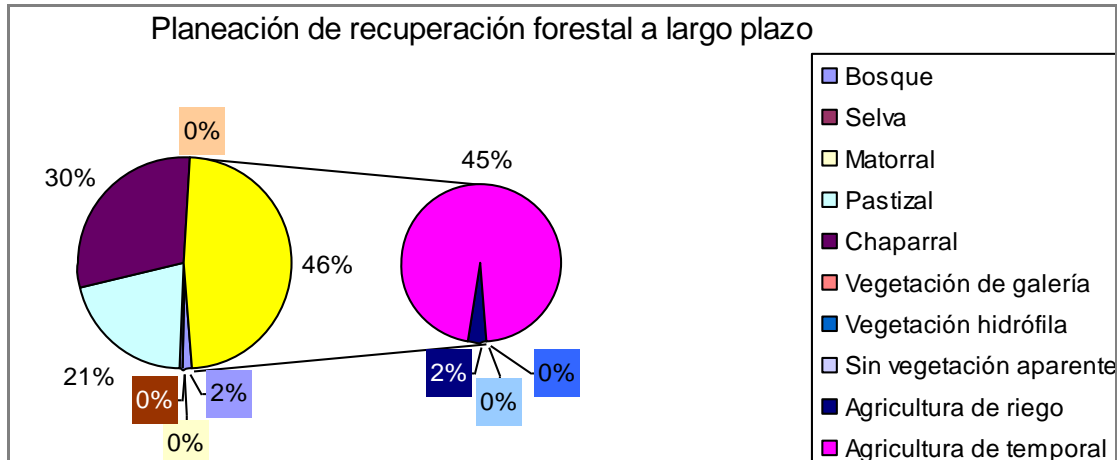 Planeación de recuperación forestal a largo plazo
0%
30%
46%
21%
0%
0%
2%
45%
2%
0%
0%
Bosque
Selva
Matorral
Pastizal
Chaparral
Vegetación de galería
Vegetación hidrófila
Sin vegetación aparente
Agricultura de riego
Agricultura de temporal